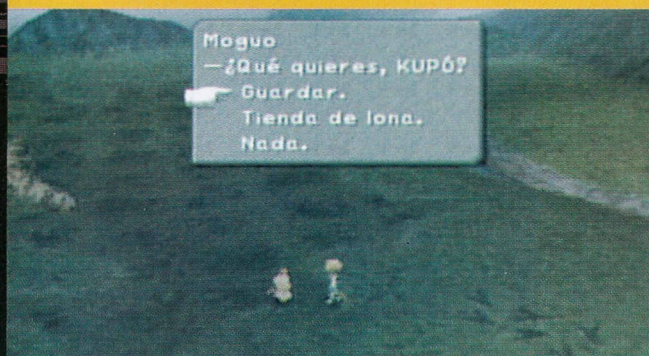 Moguo
—¿Qué quieres, KUPÓ?
Guardar.
Tienda de lona.
Nada.